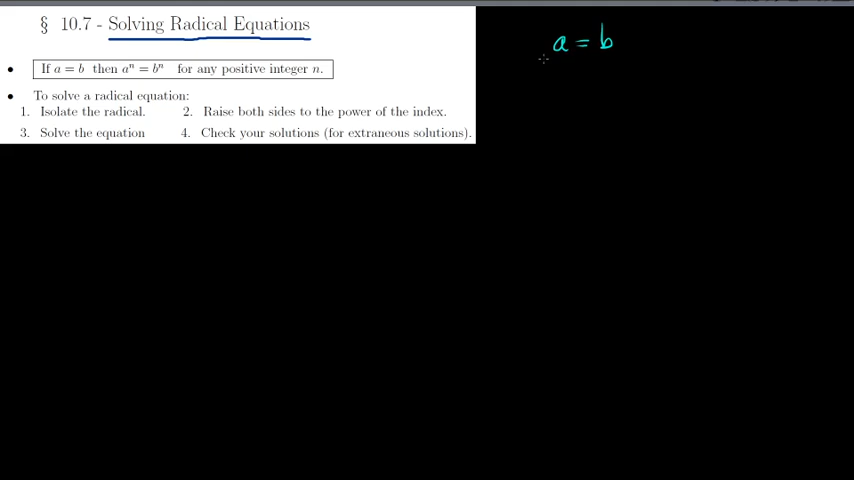 § 10.7 - Solving Radical Equations
• If a = b then aⁿ = bⁿ for any positive integer n.
• To solve a radical equation:
1. Isolate the radical. 2. Raise both sides to the power of the index.
3. Solve the equation 4. Check your solutions (for extraneous solutions).
a = b